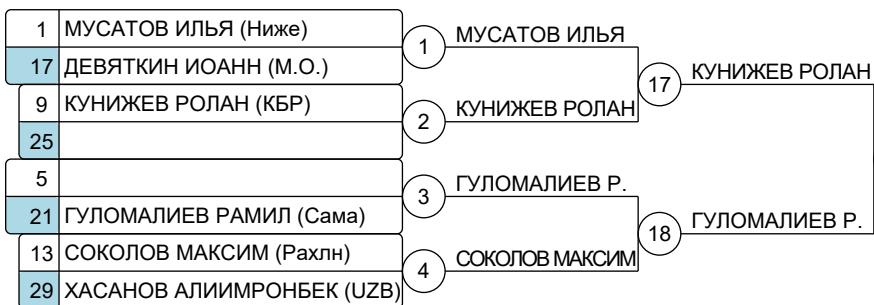 1 МУСАТОВ ИЛЬЯ (Ниже)
17 ДЕВЯТКИН ИОАНН (М.О.)
9 КУНИЖЕВ РОЛАН (КБР)
25
5
21 ГУЛОМАЛИЕВ РАМИЛ (Сама)
13 СОКОЛОВ МАКСИМ (Рахлн)
29 ХАСАНОВ АЛИИМРОНБЕК (UZB)
1 МУСАТОВ ИЛЬЯ
2 КУНИЖЕВ РОЛАН
3 ГУЛОМАЛИЕВ Р.
4 СОКОЛОВ МАКСИМ
17 КУНИЖЕВ РОЛАН
18 ГУЛОМАЛИЕВ Р.